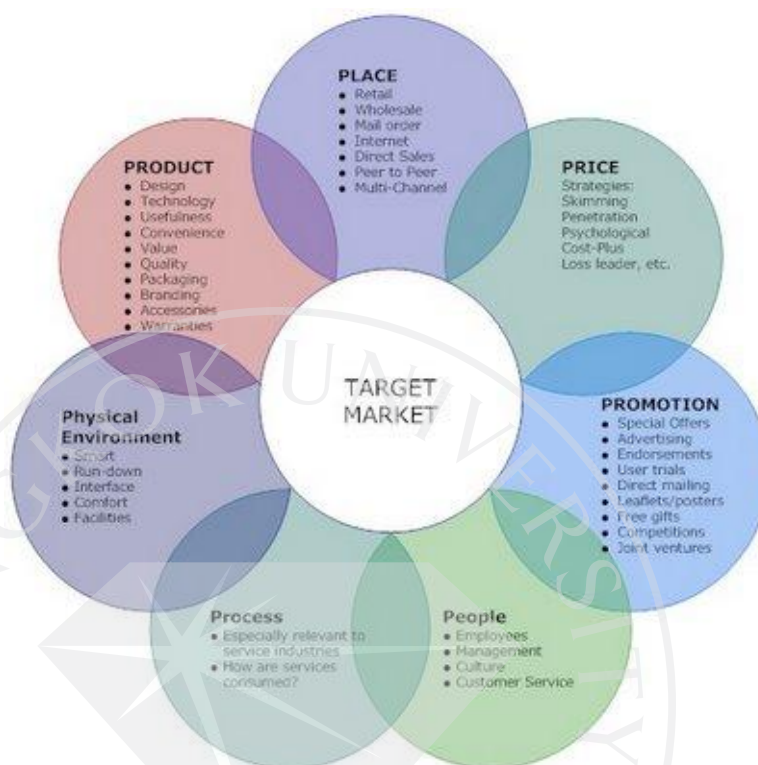 PLACE
● Retail
● Wholesale
● Mail order
● Internet
● Direct Sales
● Peer to Peer
● Multi-Channel
PRODUCT
● Design
● Technology
● Usefulness
● Convenience
● Value
● Quality
● Packaging
● Branding
● Accessories
● Warranties
PRICE
Strategies:
Skimming
Penetration
Psychological
Cost-Plus
Loss leader, etc.
TARGET
MARKET
Physical
Environment
● Smart
● Run-down
● Interface
● Comfort
● Facilities
PROMOTION
● Special Offers
● Advertising
● Endorsements
● User trials
● Direct mailing
● Leaflets/posters
● Free gifts
● Competitions
● Joint ventures
Process
● Especially relevant to
service industries
● How are services
consumed?
People
● Employees
● Management
● Culture
● Customer Service
GKOK UNIVERSITY